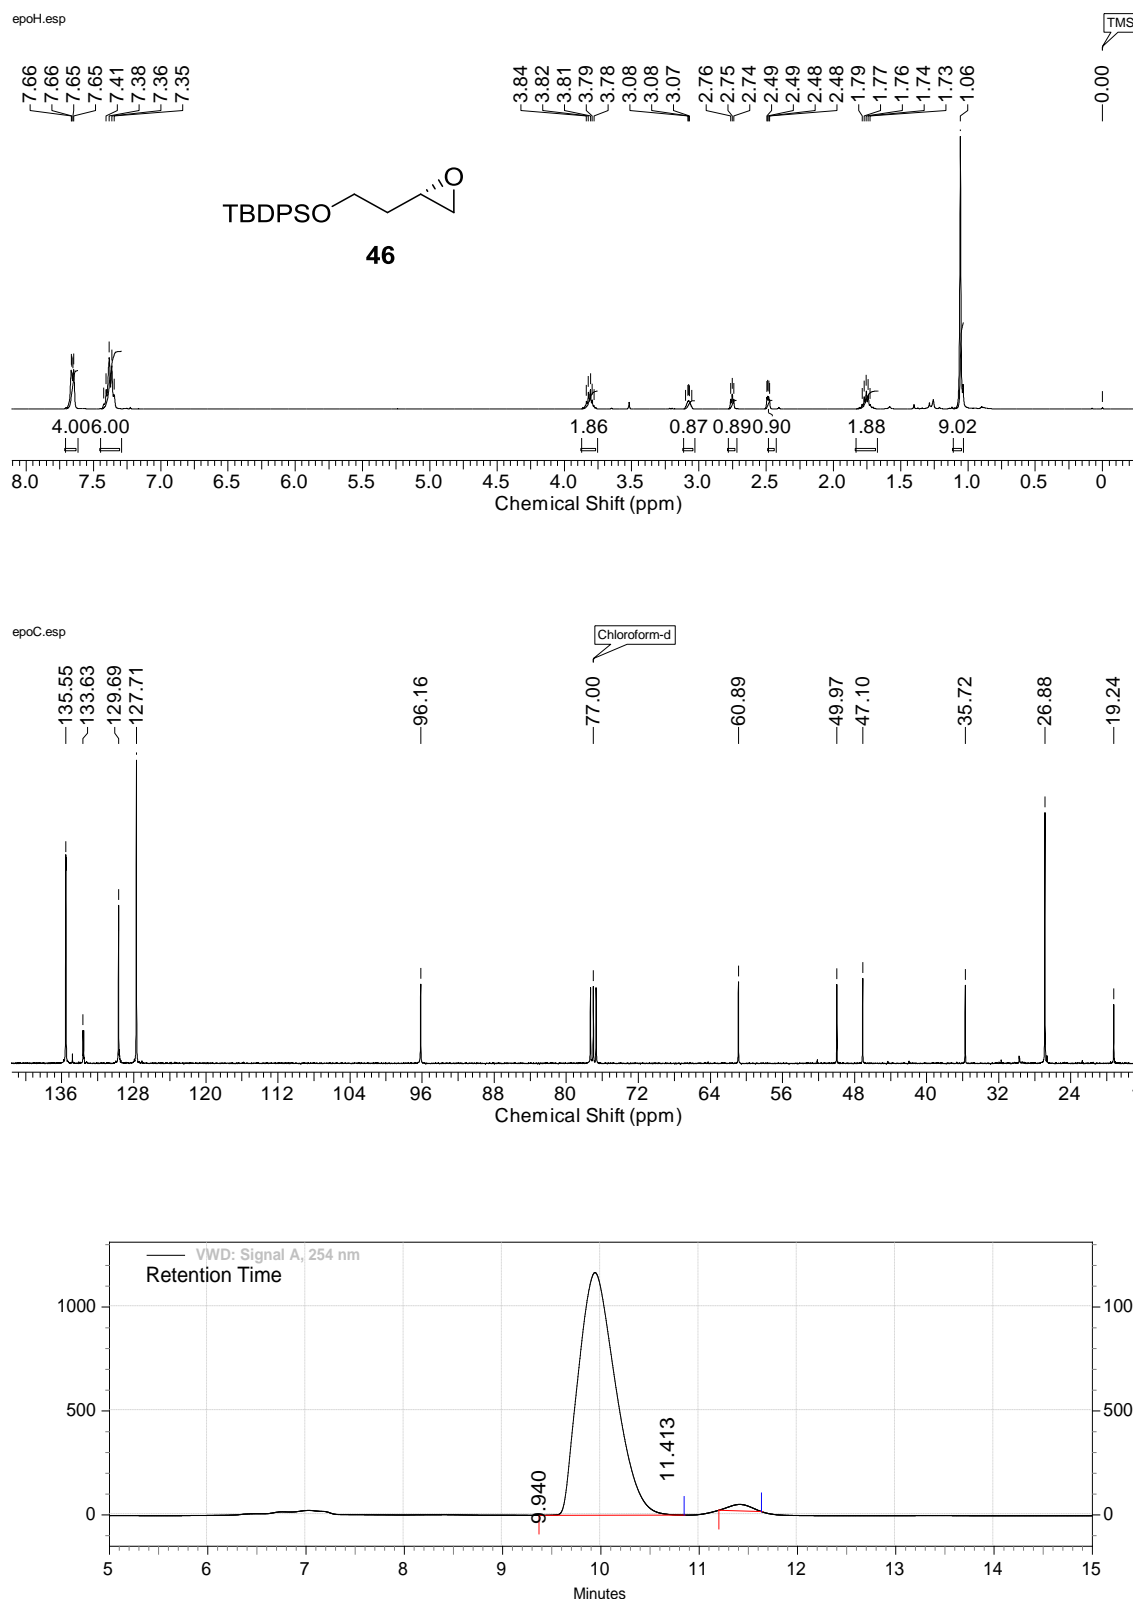 epoH.esp
TMS
7.66 7.66 7.65 7.65 7.41 7.38 7.36 7.35 3.84 3.82 3.81 3.79 3.78 3.08 3.08 3.07 2.76 2.75 2.74 2.49 2.49 2.48 2.48 1.79 1.77 1.76 1.74 1.73 1.06 0.00
O
TBDPSO
46
4.00 6.00 1.86 0.87 0.89 0.90 1.88 9.02
8.0 7.5 7.0 6.5 6.0 5.5 5.0 4.5 4.0 3.5 3.0 2.5 2.0 1.5 1.0 0.5 0
Chemical Shift (ppm)
epoC.esp
Chloroform-d
135.55 133.63 129.69 127.71 96.16 77.00 60.89 49.97 47.10 35.72 26.88 19.24
136 128 120 112 104 96 88 80 72 64 56 48 40 32 24
Chemical Shift (ppm)
VWD: Signal A, 254 nm
Retention Time
1000 100
500 500
9.940 11.413
0 0
5 6 7 8 9 10 11 12 13 14 15
Minutes